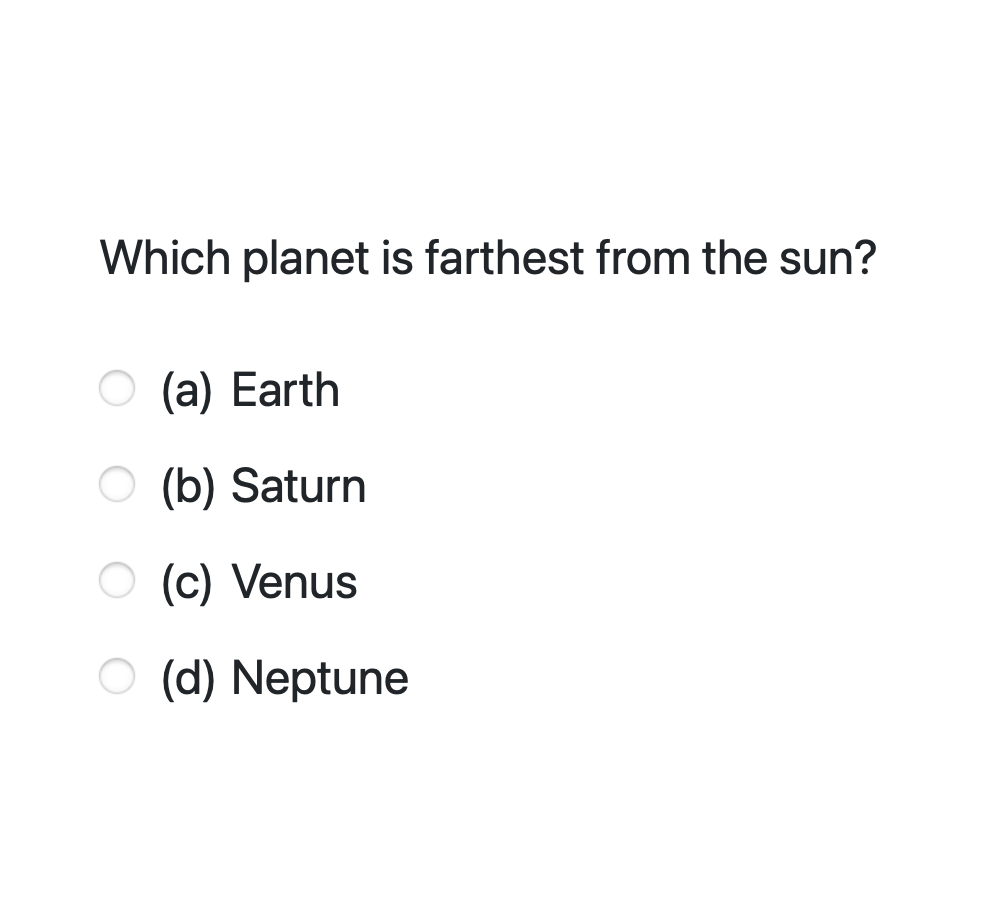 Which planet is farthest from the sun?
(a) Earth
(b) Saturn
(c) Venus
(d) Neptune